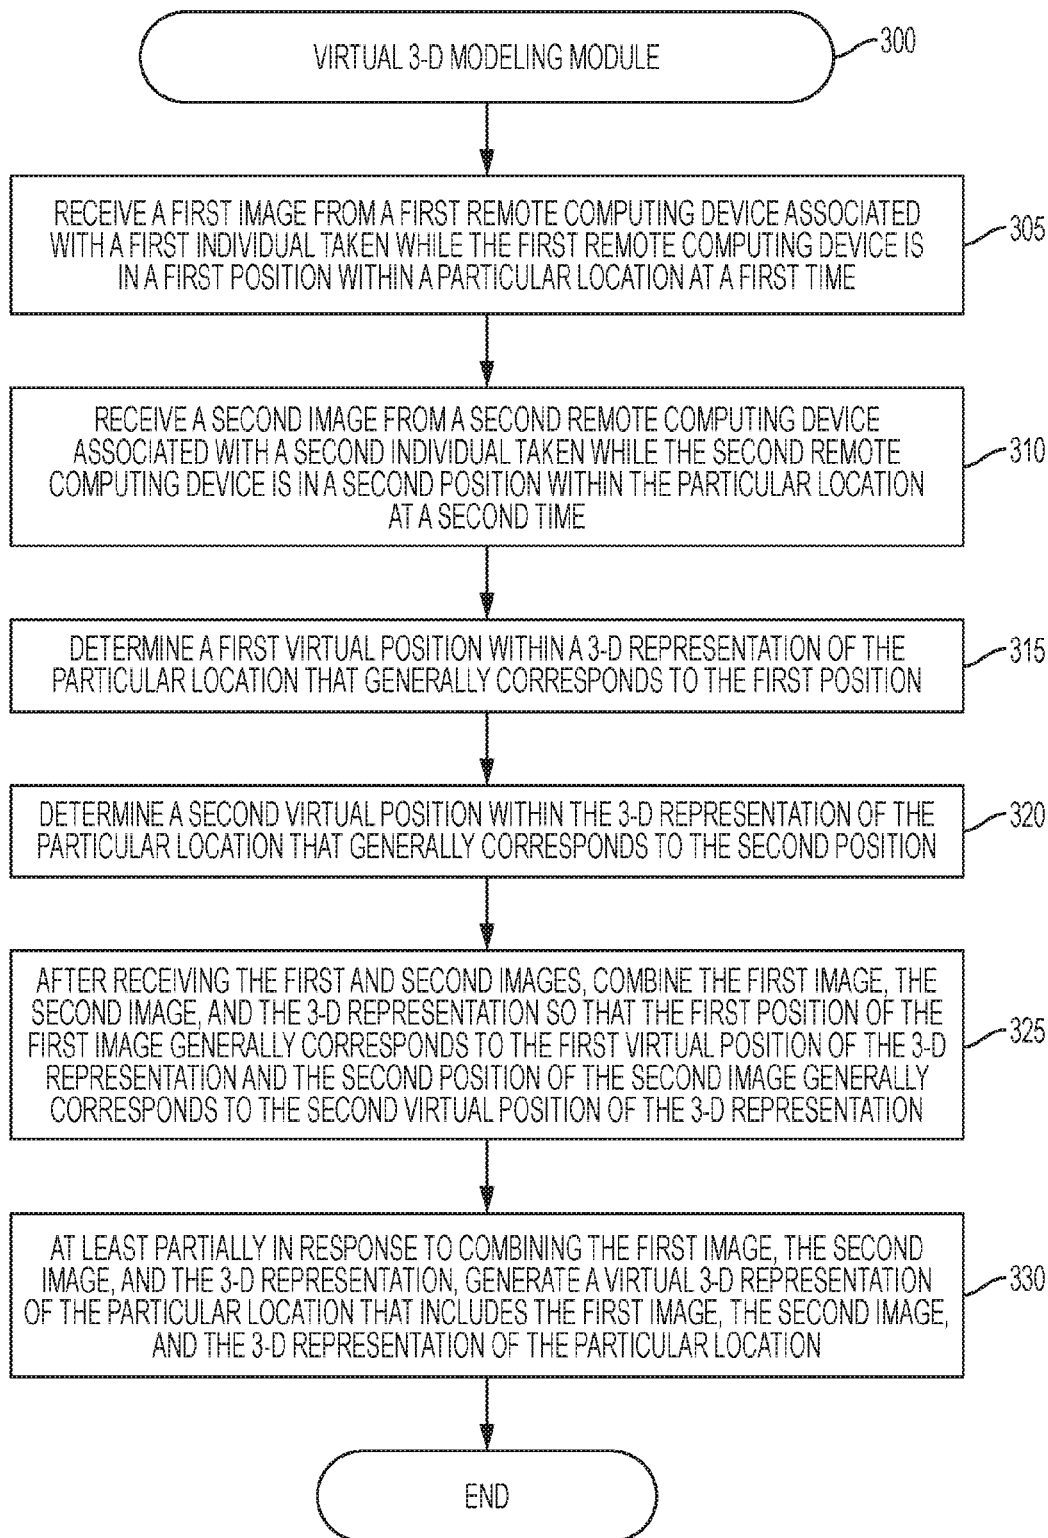 VIRTUAL 3-D MODELING MODULE
300
RECEIVE A FIRST IMAGE FROM A FIRST REMOTE COMPUTING DEVICE ASSOCIATED
WITH A FIRST INDIVIDUAL TAKEN WHILE THE FIRST REMOTE COMPUTING DEVICE IS
IN A FIRST POSITION WITHIN A PARTICULAR LOCATION AT A FIRST TIME
305
RECEIVE A SECOND IMAGE FROM A SECOND REMOTE COMPUTING DEVICE
ASSOCIATED WITH A SECOND INDIVIDUAL TAKEN WHILE THE SECOND REMOTE
COMPUTING DEVICE IS IN A SECOND POSITION WITHIN THE PARTICULAR LOCATION
AT A SECOND TIME
310
DETERMINE A FIRST VIRTUAL POSITION WITHIN A 3-D REPRESENTATION OF THE
PARTICULAR LOCATION THAT GENERALLY CORRESPONDS TO THE FIRST POSITION
315
DETERMINE A SECOND VIRTUAL POSITION WITHIN THE 3-D REPRESENTATION OF THE
PARTICULAR LOCATION THAT GENERALLY CORRESPONDS TO THE SECOND POSITION
320
AFTER RECEIVING THE FIRST AND SECOND IMAGES, COMBINE THE FIRST IMAGE, THE
SECOND IMAGE, AND THE 3-D REPRESENTATION SO THAT THE FIRST POSITION OF THE
FIRST IMAGE GENERALLY CORRESPONDS TO THE FIRST VIRTUAL POSITION OF THE 3-D
REPRESENTATION AND THE SECOND POSITION OF THE SECOND IMAGE GENERALLY
CORRESPONDS TO THE SECOND VIRTUAL POSITION OF THE 3-D REPRESENTATION
325
AT LEAST PARTIALLY IN RESPONSE TO COMBINING THE FIRST IMAGE, THE SECOND
IMAGE, AND THE 3-D REPRESENTATION, GENERATE A VIRTUAL 3-D REPRESENTATION
OF THE PARTICULAR LOCATION THAT INCLUDES THE FIRST IMAGE, THE SECOND IMAGE,
AND THE 3-D REPRESENTATION OF THE PARTICULAR LOCATION
330
END